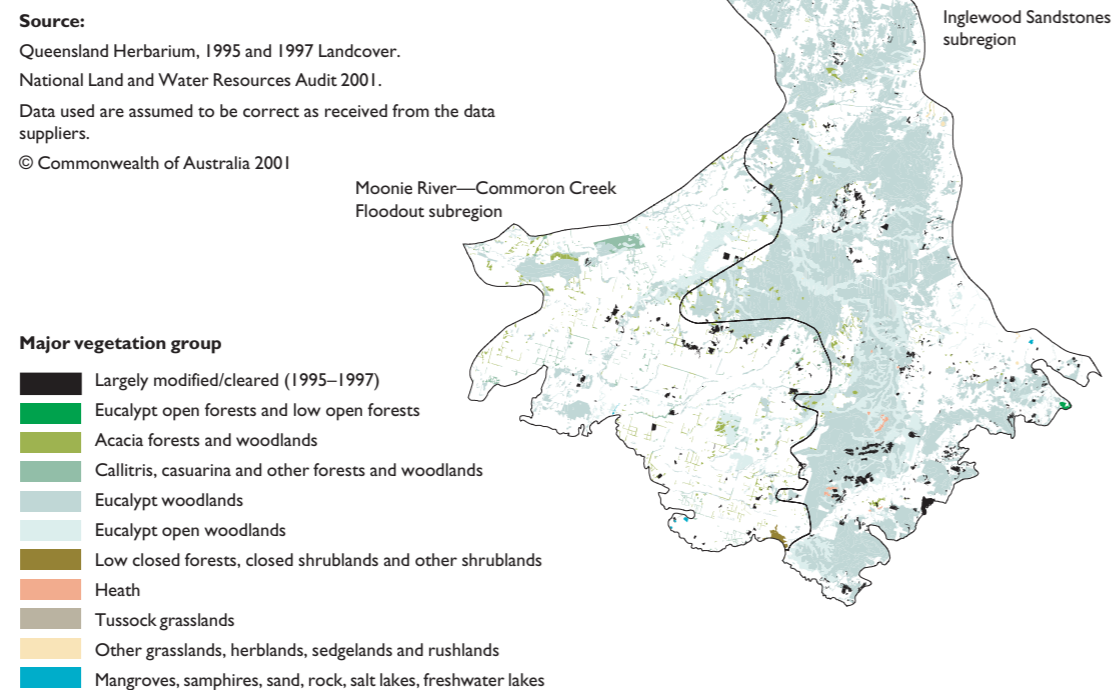 Source:
Queensland Herbarium, 1995 and 1997 Landcover.
National Land and Water Resources Audit 2001.
Data used are assumed to be correct as received from the data
suppliers.
© Commonwealth of Australia 2001
Inglewood Sandstones
subregion
Moonie River—Commoron Creek
Floodout subregion
Major vegetation group
Largely modified/cleared (1995–1997)
Eucalypt open forests and low open forests
Acacia forests and woodlands
Callitris, casuarina and other forests and woodlands
Eucalypt woodlands
Eucalypt open woodlands
Low closed forests, closed shrublands and other shrublands
Heath
Tussock grasslands
Other grasslands, herblands, sedgelands and rushlands
Mangroves, samphires, sand, rock, salt lakes, freshwater lakes